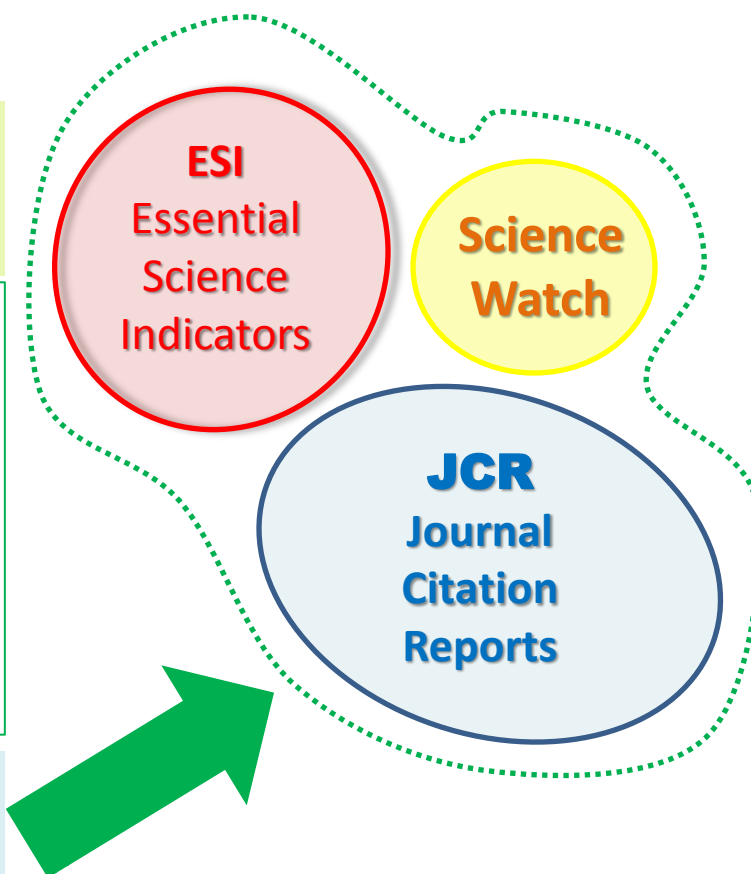 ESI
Essential
Science
Indicators
Science
Watch
JCR
Journal
Citation
Reports